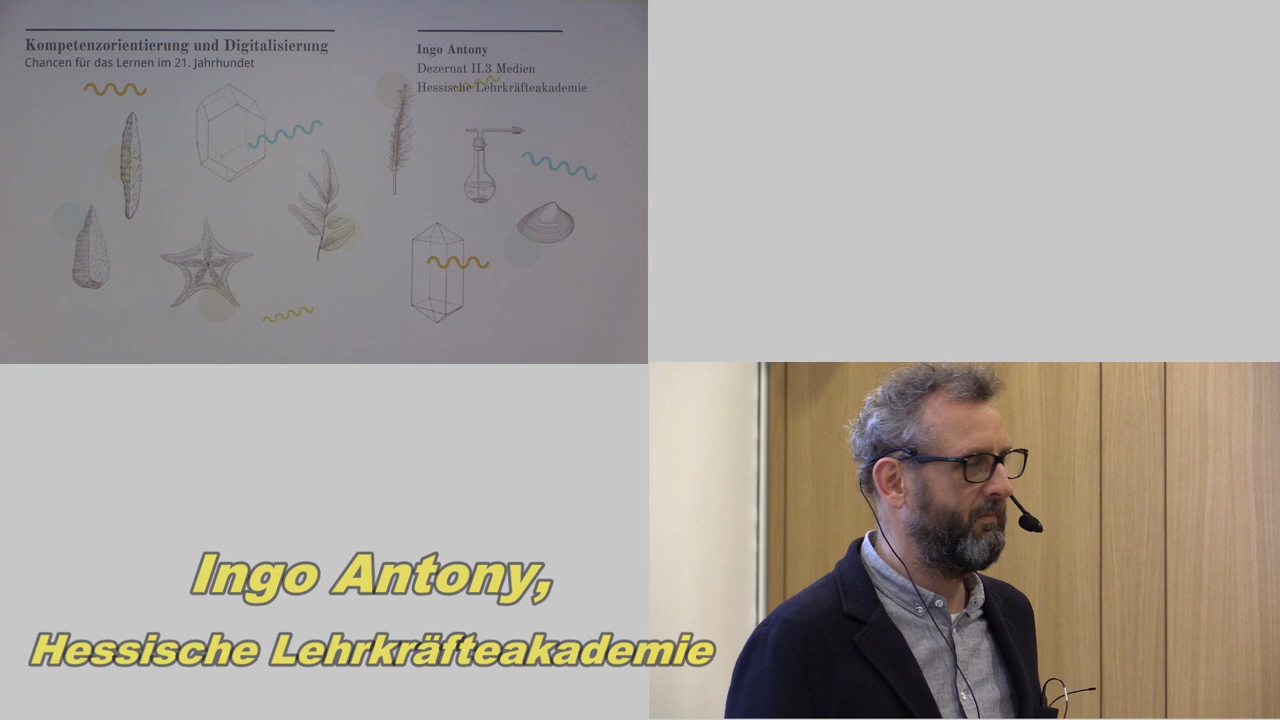 Kompetenzorientierung und Digitalisierung
Chancen für das Lernen im 21. Jahrhundet
Ingo Antony
Dezernat II.3 Medien
Hessische Lehrkräfteakademie
Ingo Antony,
Hessische Lehrkräfteakademie